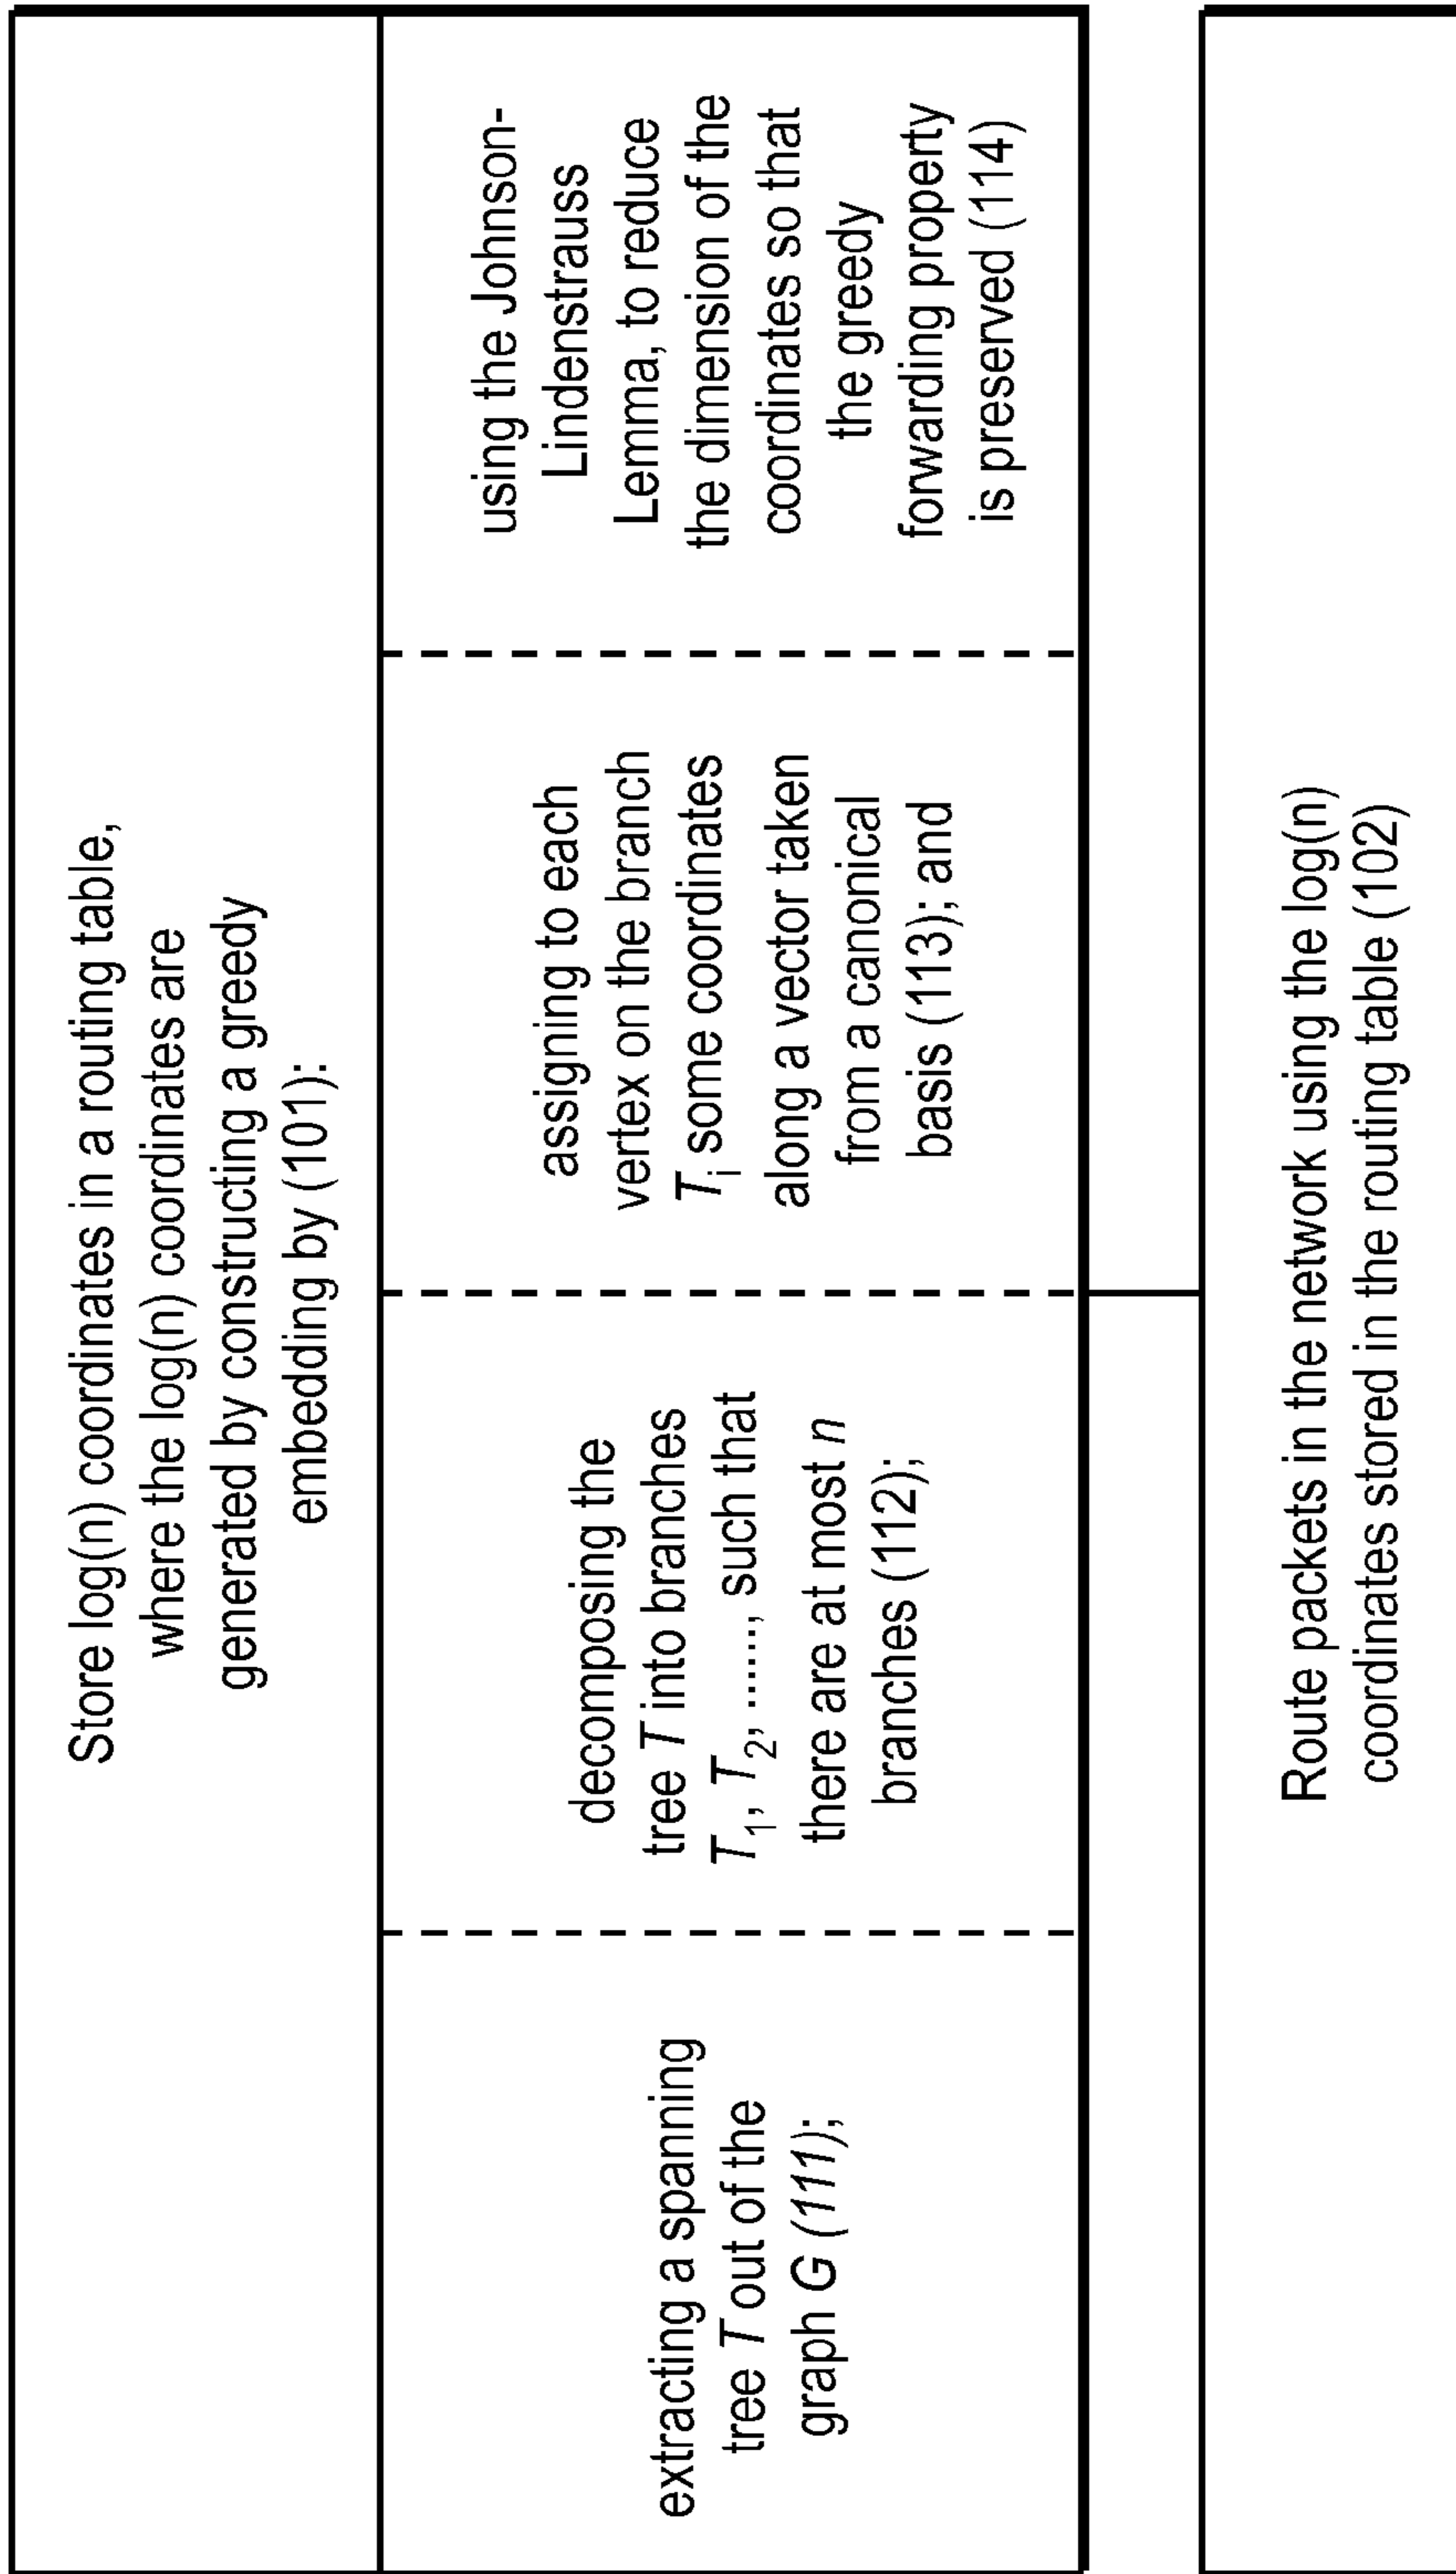 Store log(n) coordinates in a routing table,
where the log(n) coordinates are
generated by constructing a greedy
embedding by (101):
extracting a spanning
tree T out of the
graph G (111);
decomposing the
tree T into branches
T1, T2, ......, such that
there are at most n
branches (112);
assigning to each
vertex on the branch
Ti some coordinates
along a vector taken
from a canonical
basis (113); and
using the Johnson-
Lindenstrauss
Lemma, to reduce
the dimension of the
coordinates so that
the greedy
forwarding property
is preserved (114)
Route packets in the network using the log(n)
coordinates stored in the routing table (102)